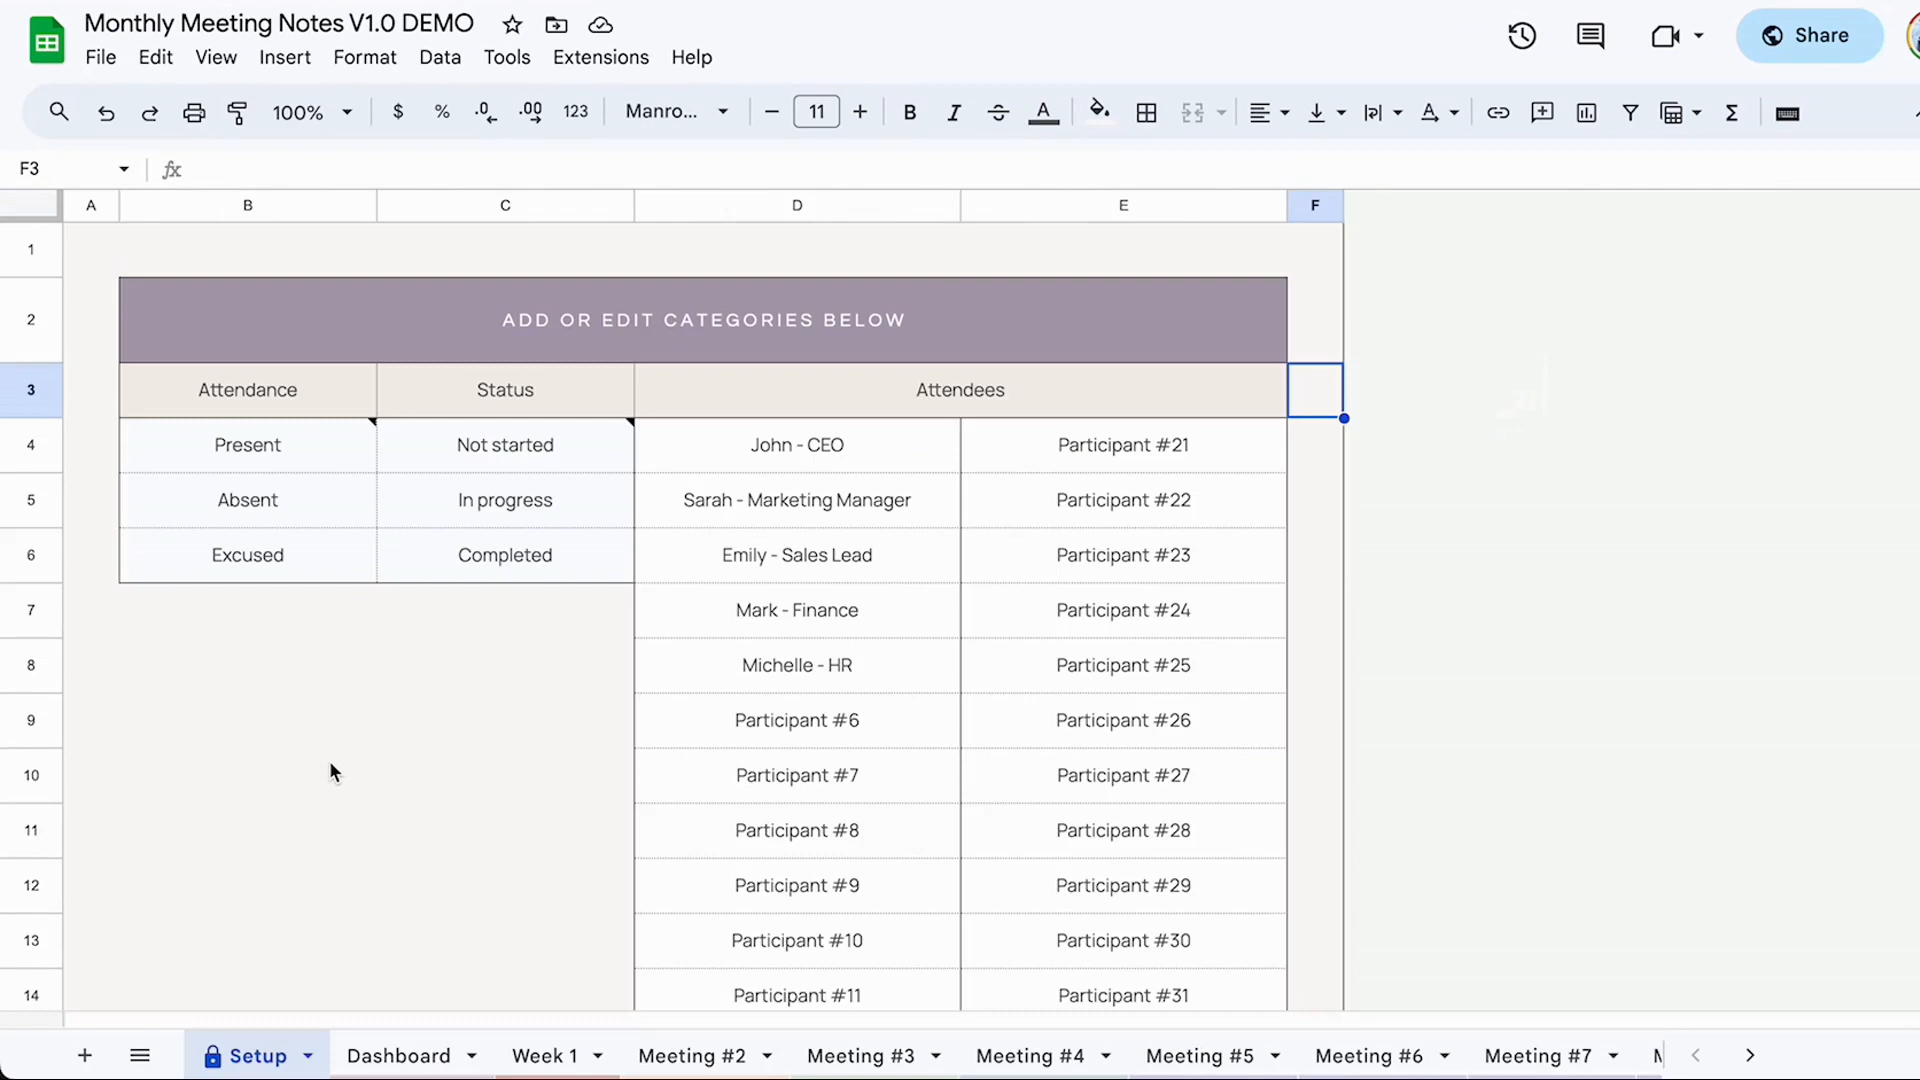 Monthly Meeting Notes V1.0 DEMO
File Edit View Insert Format Data Tools Extensions Help
Share
100% $ % .0 .00 123 Manro... 11 B I A
F3 fx
A B C D E F
1
2 ADD OR EDIT CATEGORIES BELOW
3 Attendance Status Attendees
4 Present Not started John - CEO Participant #21
5 Absent In progress Sarah - Marketing Manager Participant #22
6 Excused Completed Emily - Sales Lead Participant #23
7 Mark - Finance Participant #24
8 Michelle - HR Participant #25
9 Participant #6 Participant #26
10 Participant #7 Participant #27
11 Participant #8 Participant #28
12 Participant #9 Participant #29
13 Participant #10 Participant #30
14 Participant #11 Participant #31
Setup Dashboard Week 1 Meeting #2 Meeting #3 Meeting #4 Meeting #5 Meeting #6 Meeting #7